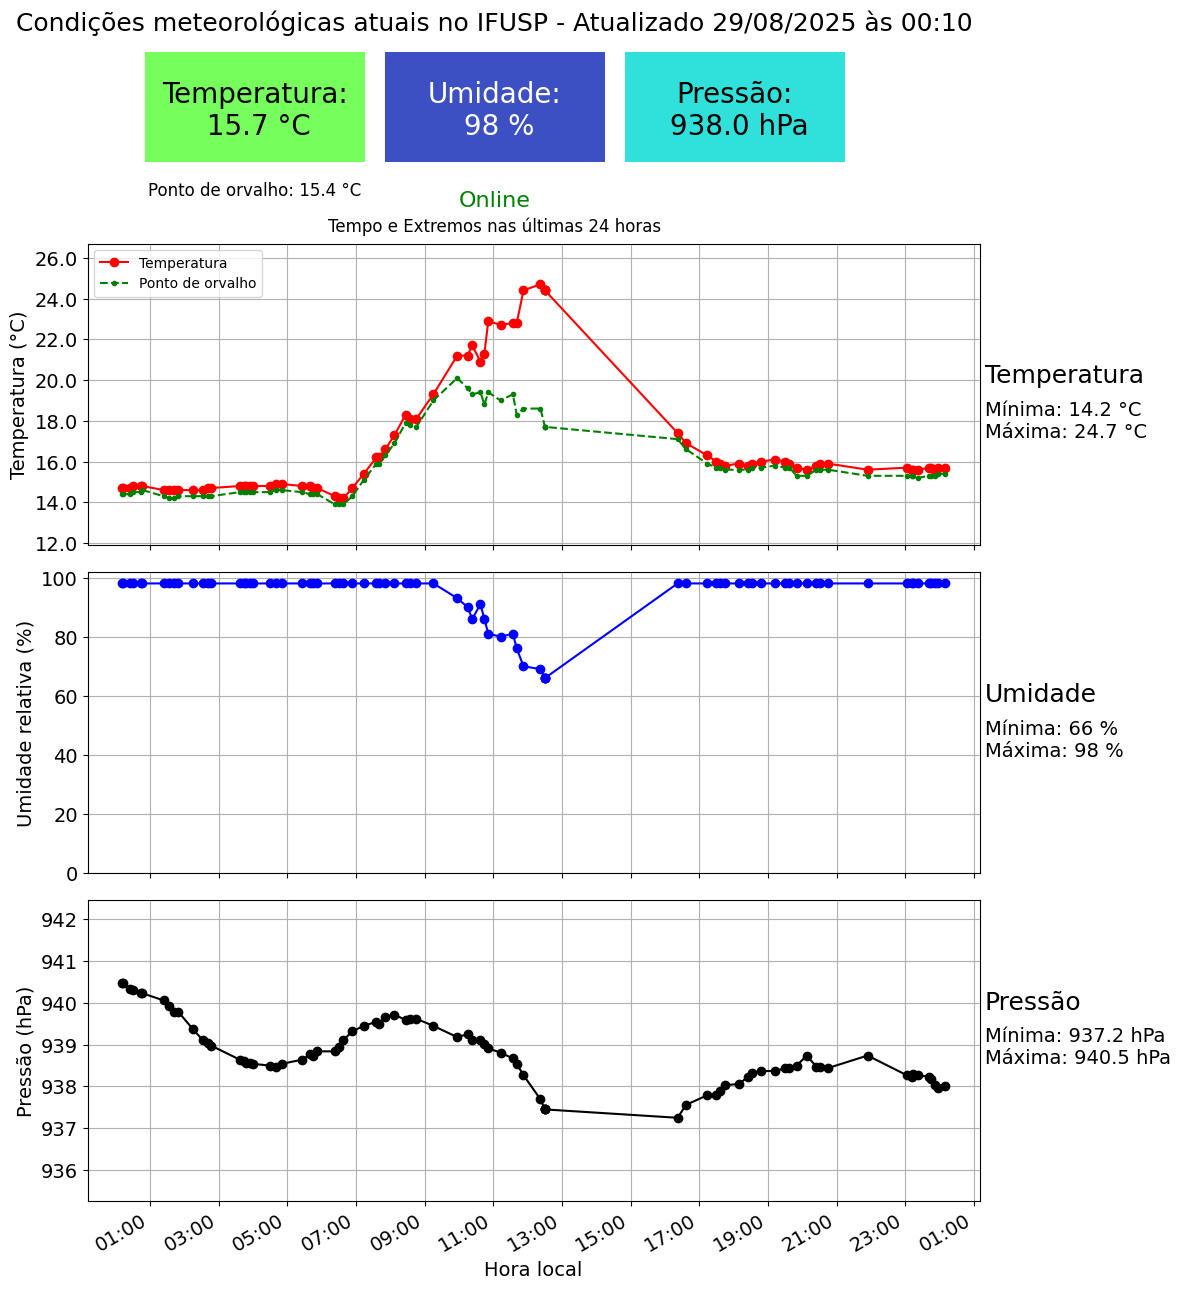 Condições meteorológicas atuais no IFUSP - Atualizado 29/08/2025 às 00:10
Temperatura:
15.7 °C
Umidade:
98 %
Pressão:
938.0 hPa
Ponto de orvalho: 15.4 °C
Online
Tempo e Extremos nas últimas 24 horas
Temperatura (°C)
26.0
24.0
22.0
20.0
18.0
16.0
14.0
12.0
Temperatura
Ponto de orvalho
Temperatura
Mínima: 14.2 °C
Máxima: 24.7 °C
Umidade relativa (%)
100
80
60
40
20
0
Umidade
Mínima: 66 %
Máxima: 98 %
Pressão (hPa)
942
941
940
939
938
937
936
Pressão
Mínima: 937.2 hPa
Máxima: 940.5 hPa
01:00
03:00
05:00
07:00
09:00
11:00
13:00
15:00
17:00
19:00
21:00
23:00
01:00
Hora local